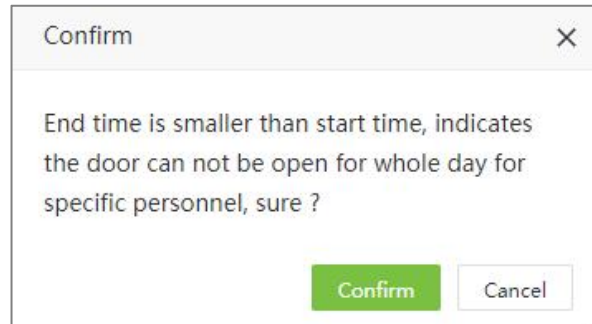 Confirm
End time is smaller than start time, indicates
the door can not be open for whole day for
specific personnel, sure ?
Confirm
Cancel